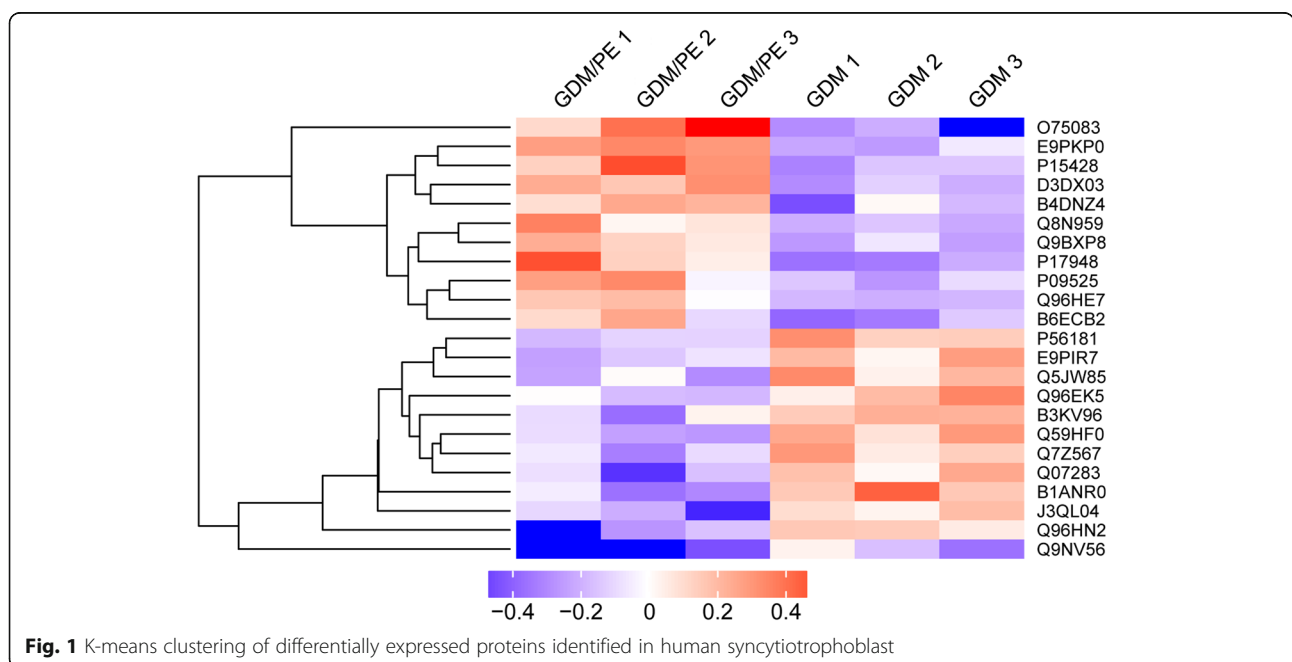 GDM/PE 1 GDM/PE 2 GDM/PE 3 GDM 1 GDM 2 GDM 3
O75083
E9PKP0
P15428
D3DX03
B4DNZ4
Q8N959
Q9BXP8
P17948
P09525
Q96HE7
B6ECB2
P56181
E9PIR7
Q5JW85
Q96EK5
B3KV96
Q59HF0
Q7Z567
Q07283
B1ANR0
J3QL04
Q96HN2
Q9NV56
−0.4 −0.2 0 0.2 0.4
Fig. 1 K-means clustering of differentially expressed proteins identified in human syncytiotrophoblast